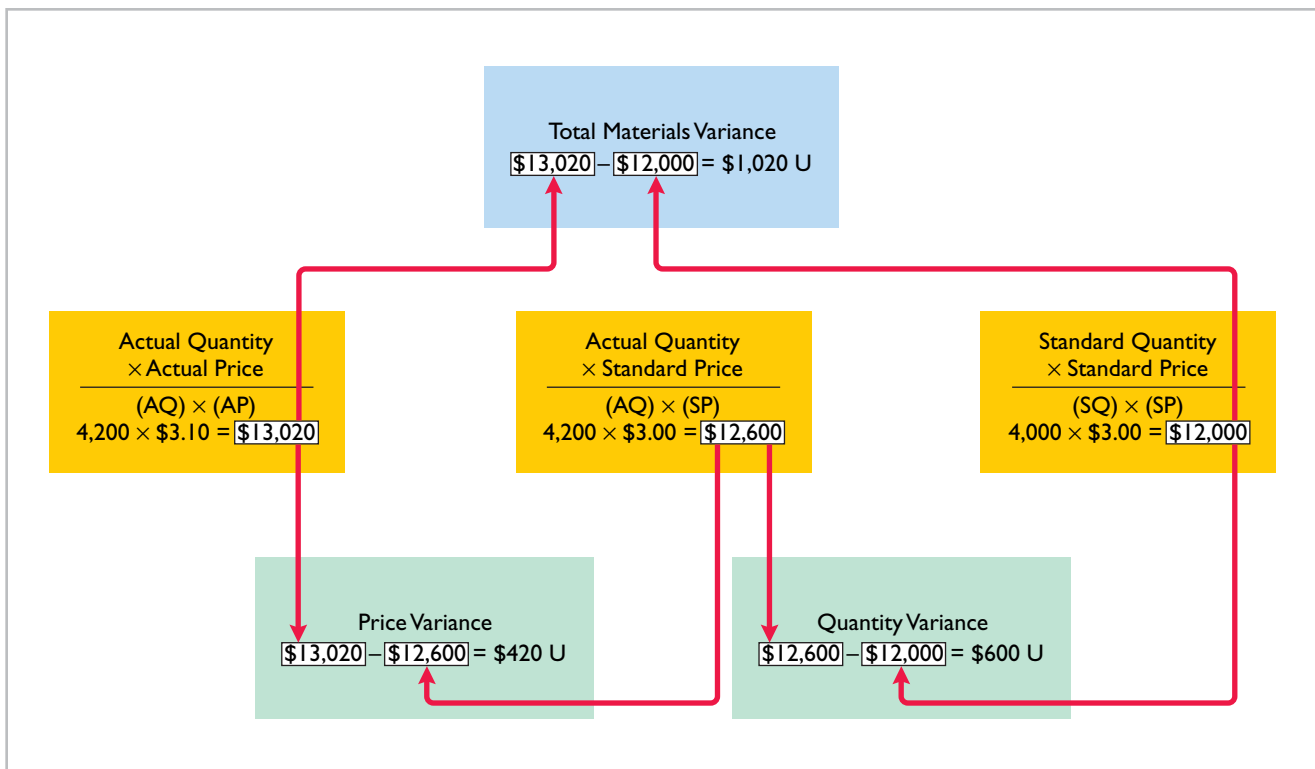 Total Materials Variance
$13,020 – $12,000 = $1,020 U
Actual Quantity
× Actual Price
(AQ) × (AP)
4,200 × $3.10 = $13,020
Actual Quantity
× Standard Price
(AQ) × (SP)
4,200 × $3.00 = $12,600
Standard Quantity
× Standard Price
(SQ) × (SP)
4,000 × $3.00 = $12,000
Price Variance
$13,020 – $12,600 = $420 U
Quantity Variance
$12,600 – $12,000 = $600 U